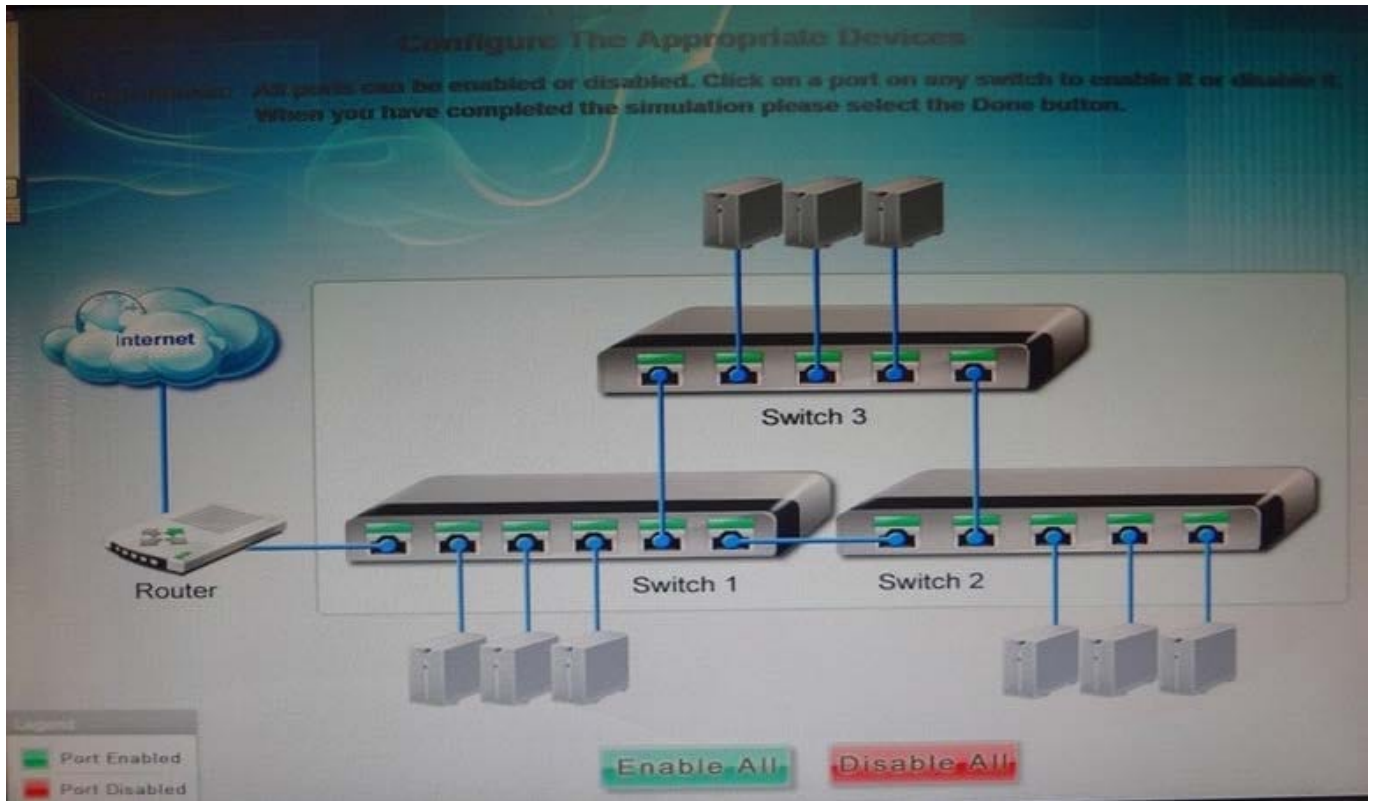 Configure The Appropriate Devices
All ports can be enabled or disabled. Click on a port on any switch to enable it or disable it.
When you have completed the simulation please select the Done button.
Internet
Switch 3
Router
Switch 1
Switch 2
Legend
Port Enabled
Port Disabled
Enable All
Disable All